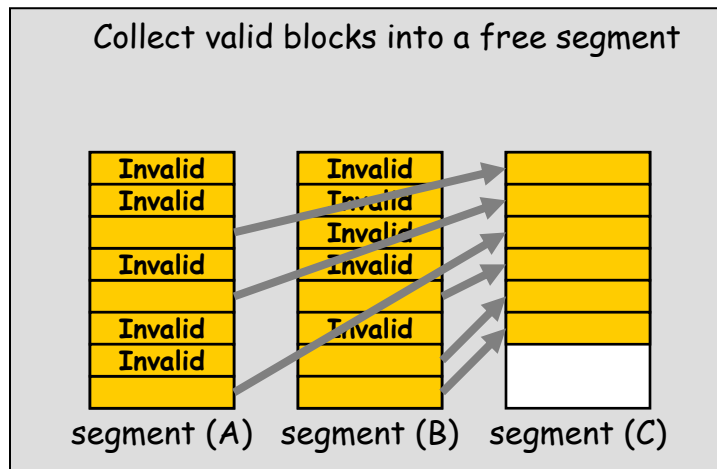 Collect valid blocks into a free segment
Invalid
Invalid
Invalid
Invalid
Invalid
Invalid
Invalid
Invalid
Invalid
Invalid
segment (A)
segment (B)
segment (C)